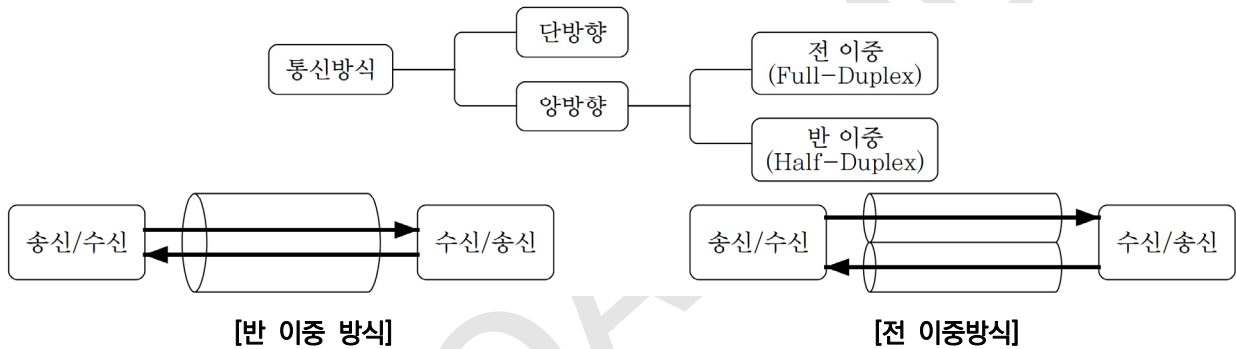 단방향
통신방식
양방향
전 이중
(Full-Duplex)
반 이중
(Half-Duplex)
송신/수신
수신/송신
송신/수신
수신/송신
[반 이중 방식]
[전 이중방식]